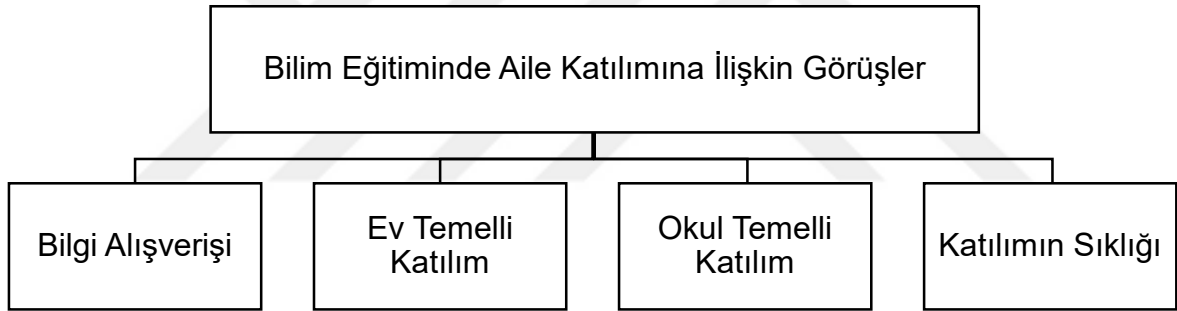 Bilim Eğitiminde Aile Katılımına İlişkin Görüşler
Bilgi Alışverişi
Ev Temelli
Katılım
Okul Temelli
Katılım
Katılımın Sıklığı